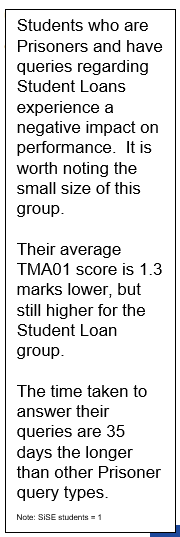 Students who are
Prisoners and have
queries regarding
Student Loans
experience a
negative impact on
performance.  It is
worth noting the
small size of this
group.

Their average
TMA01 score is 1.3
marks lower, but
still higher for the
Student Loan
group.

The time taken to
answer their
queries are 35
days the longer
than other Prisoner
query types.

Note: SiSE students = 1